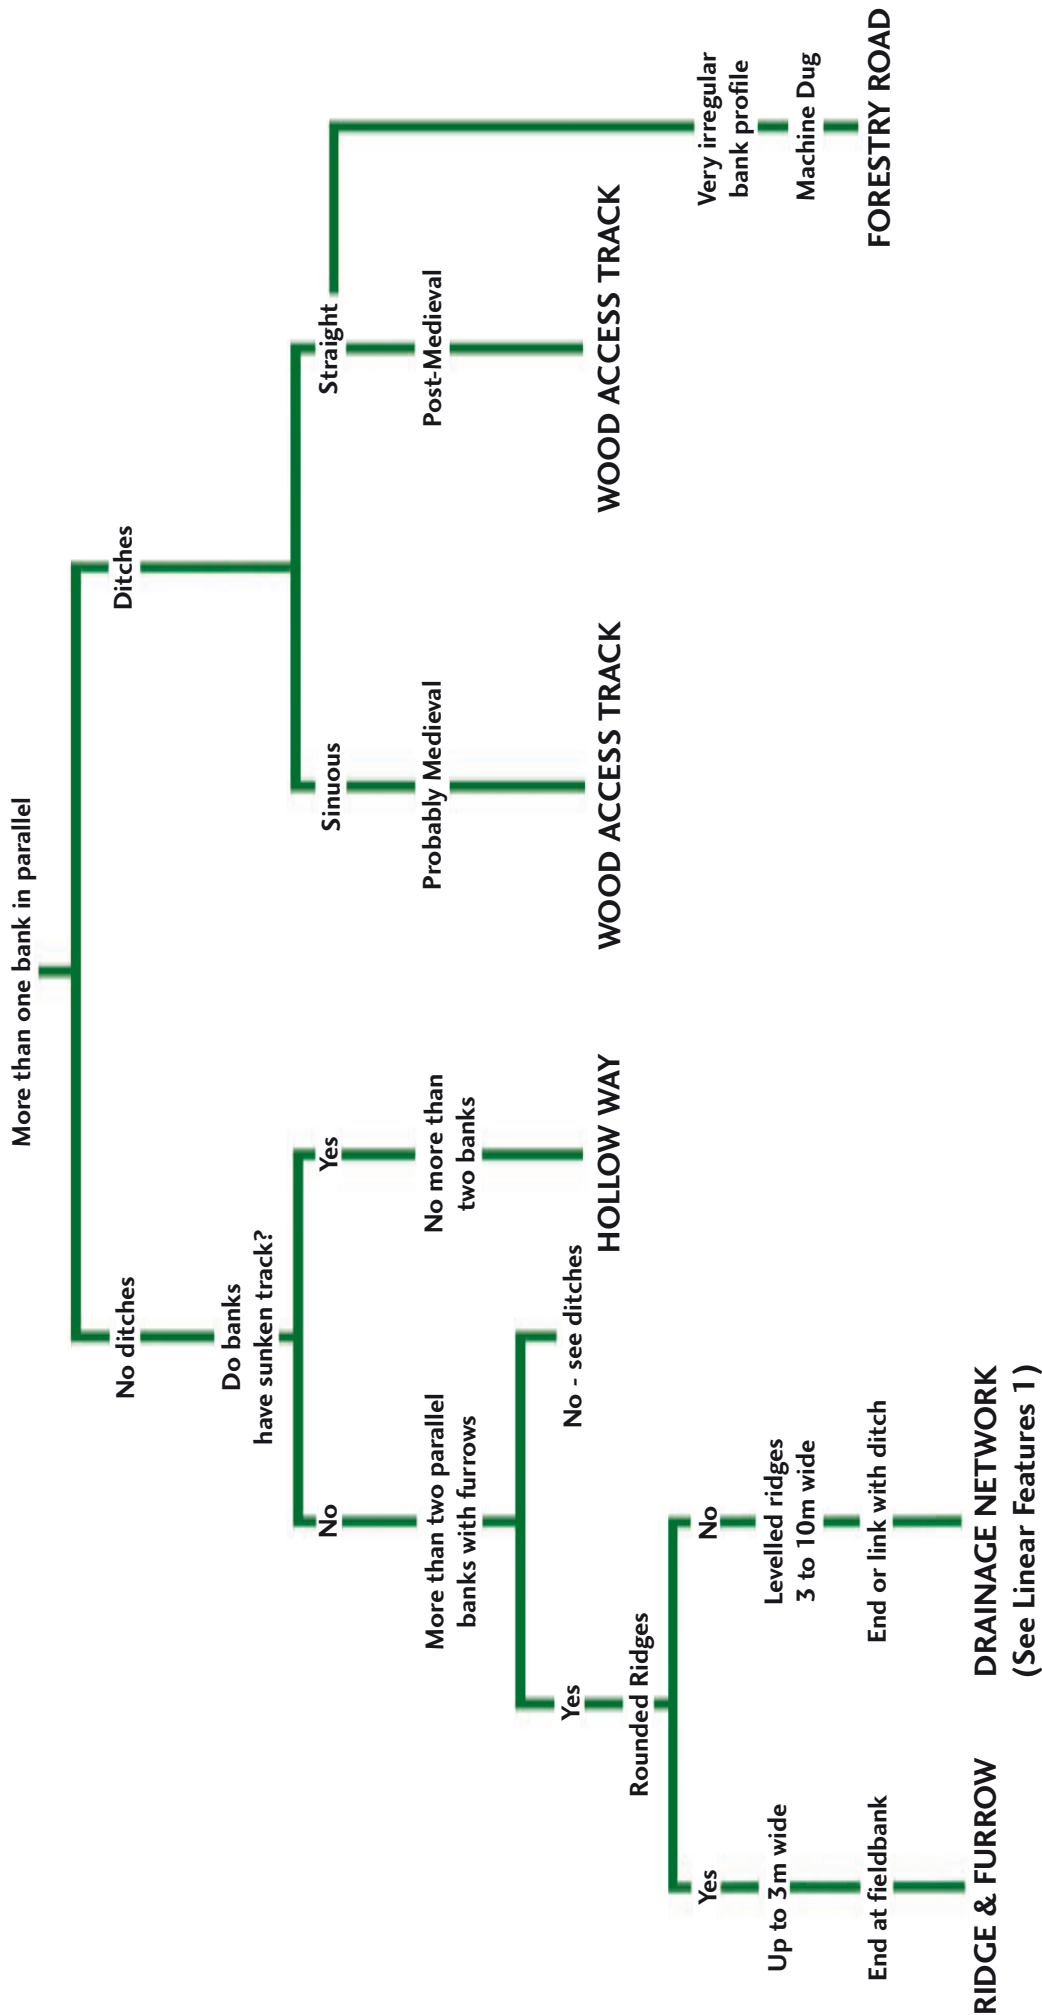 More than one bank in parallel
No ditches
Ditches
Do banks
have sunken track?
No
Yes
Sinuous
Straight
More than two parallel
banks with furrows
No more than
two banks
Probably Medieval
Post-Medieval
Yes
No - see ditches
HOLLOW WAY
WOOD ACCESS TRACK
WOOD ACCESS TRACK
Rounded Ridges
Yes
No
Very irregular
bank profile
Up to 3m wide
Levelled ridges
3 to 10m wide
Machine Dug
End at fieldbank
End or link with ditch
FORESTRY ROAD
RIDGE & FURROW
DRAINAGE NETWORK
(See Linear Features 1)